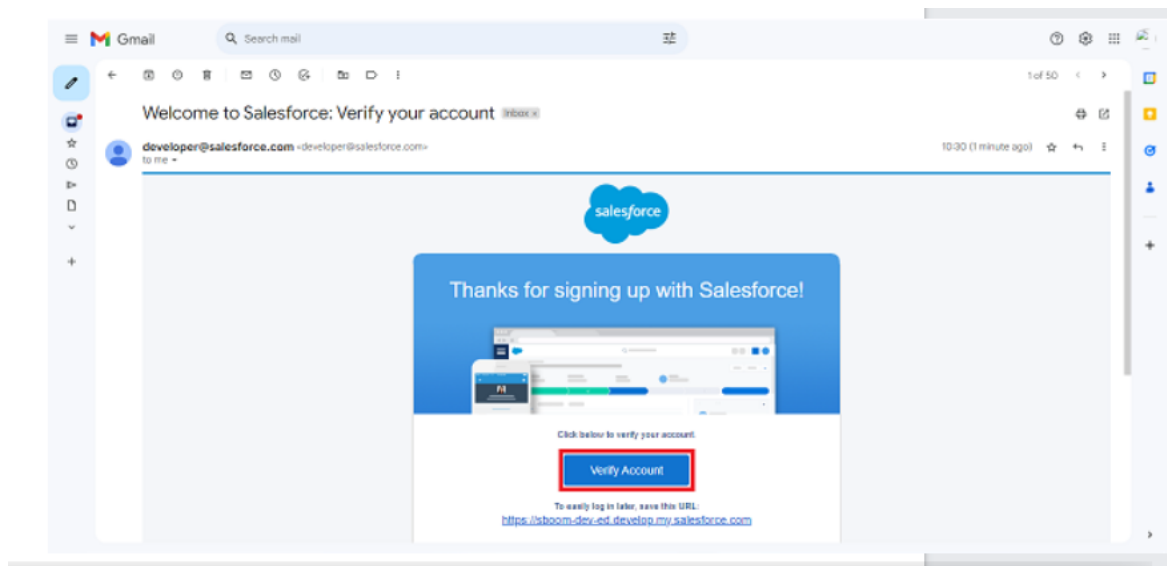 Gmail
Search mail
1 of 50
Welcome to Salesforce: Verify your account Inbox x
developer@salesforce.com <developer@salesforce.com>
10:30 (1 minute ago)
to me
salesforce
Thanks for signing up with Salesforce!
Click below to verify your account.
Verify Account
To easily log in later, save this URL:
https://sboom-dev-ed.develop.my.salesforce.com